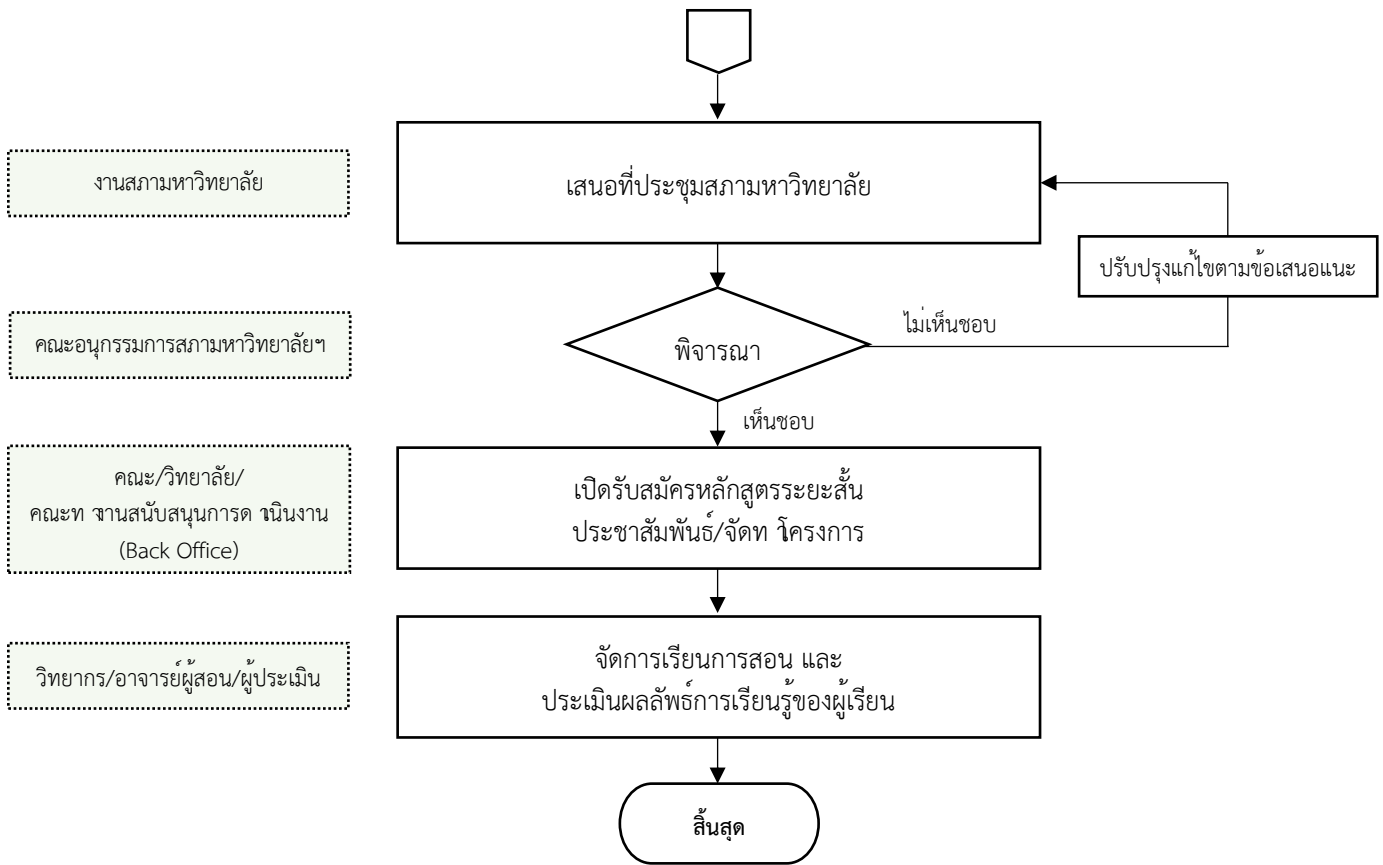 งานสภามหาวิทยาลัย
เสนอที่ประชุมสภามหาวิทยาลัย
ปรับปรุงแก้ไขตามข้อเสนอแนะ
คณะอนุกรรมการสภามหาวิทยาลัยฯ
พิจารณา
ไม่เห็นชอบ
เห็นชอบ
คณะ/วิทยาลัย/
คณะทำงานสนับสนุนการดำเนินงาน
(Back Office)
เปิดรับสมัครหลักสูตรระยะสั้น
ประชาสัมพันธ์/จัดทำโครงการ
วิทยากร/อาจารย์ผู้สอน/ผู้ประเมิน
จัดการเรียนการสอน และ
ประเมินผลลัพธ์การเรียนรู้ของผู้เรียน
สิ้นสุด